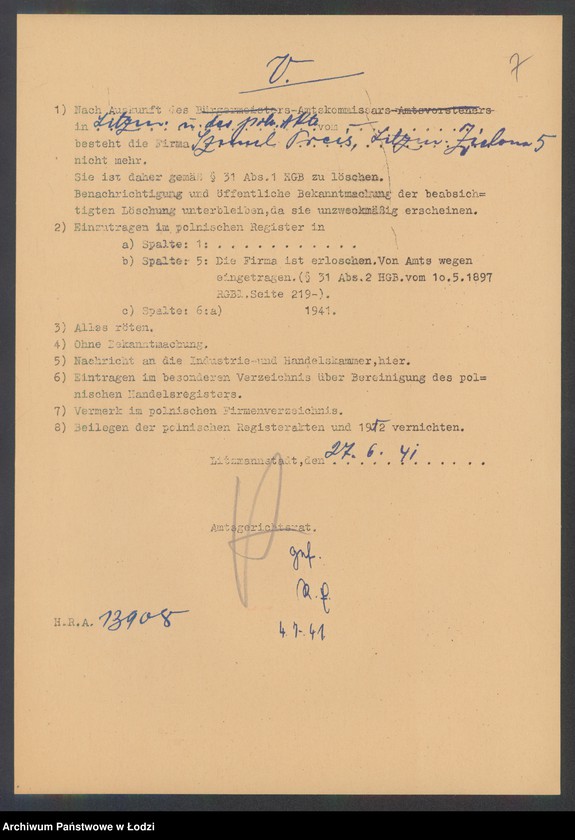 V.
7
1) Nach Auskunft des Bürgermeisters-Amtskommissars-Amtsvorstehers
in Litzm. u. der poln. Akte vom — . . . . . . . .
besteht die Firma Szmul Preis, Litzm. Zielona 5
nicht mehr.
Sie ist daher gemäß § 31 Abs.1 HGB zu löschen.
Benachrichtigung und Öffentliche Bekanntmachung der beabsich=
tigten Löschung unterbleiben,da sie unzweckmäßig erscheinen.
2) Einzutragen im polnischen Register in
a) Spalte: 1: . . . . . . . . . . . .
b) Spalte: 5: Die Firma ist erloschen.Von Amts wegen
eingetragen.(§ 31 Abs.2 HGB.vom 1o.5.1897
RGBl.Seite 219-).
c) Spalte: 6:a) 1941.
3) Alles röten.
4) Ohne Bekanntmachung.
5) Nachricht an die Industrie-und Handelskammer,hier.
6) Eintragen im besonderen Verzeichnis über Bereinigung des pol=
nischen Handelsregisters.
7) Vermerk im polnischen Firmenverzeichnis.
8) Beilegen der polnischen Registerakten und 1952 vernichten.
Litzmannstadt,den 27. 6. 41 . . . . . .
Amtsgerichtsrat.
gef.
4.7.41
H.R.A. 13908
Archiwum Państwowe w Łodzi